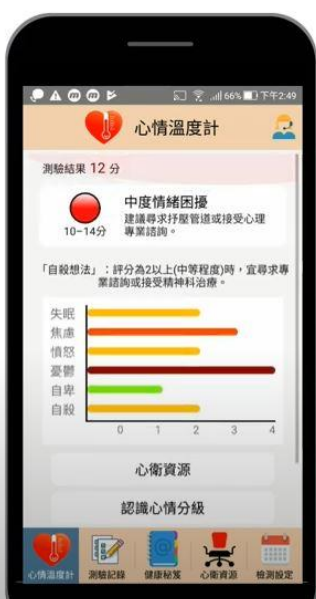 66% 下午2:49
心情溫度計
測驗結果 12 分
中度情緒困擾
建議尋求抒壓管道或接受心理
專業諮詢。
10-14分
「自殺想法」：評分為2以上(中等程度)時，宜尋求專
業諮詢或接受精神科治療。
失眠
焦慮
憤怒
憂鬱
自卑
自殺
0 1 2 3 4
心衛資源
認識心情分級
心情溫度計 測驗記錄 健康秘笈 心衛資源 檢測設定